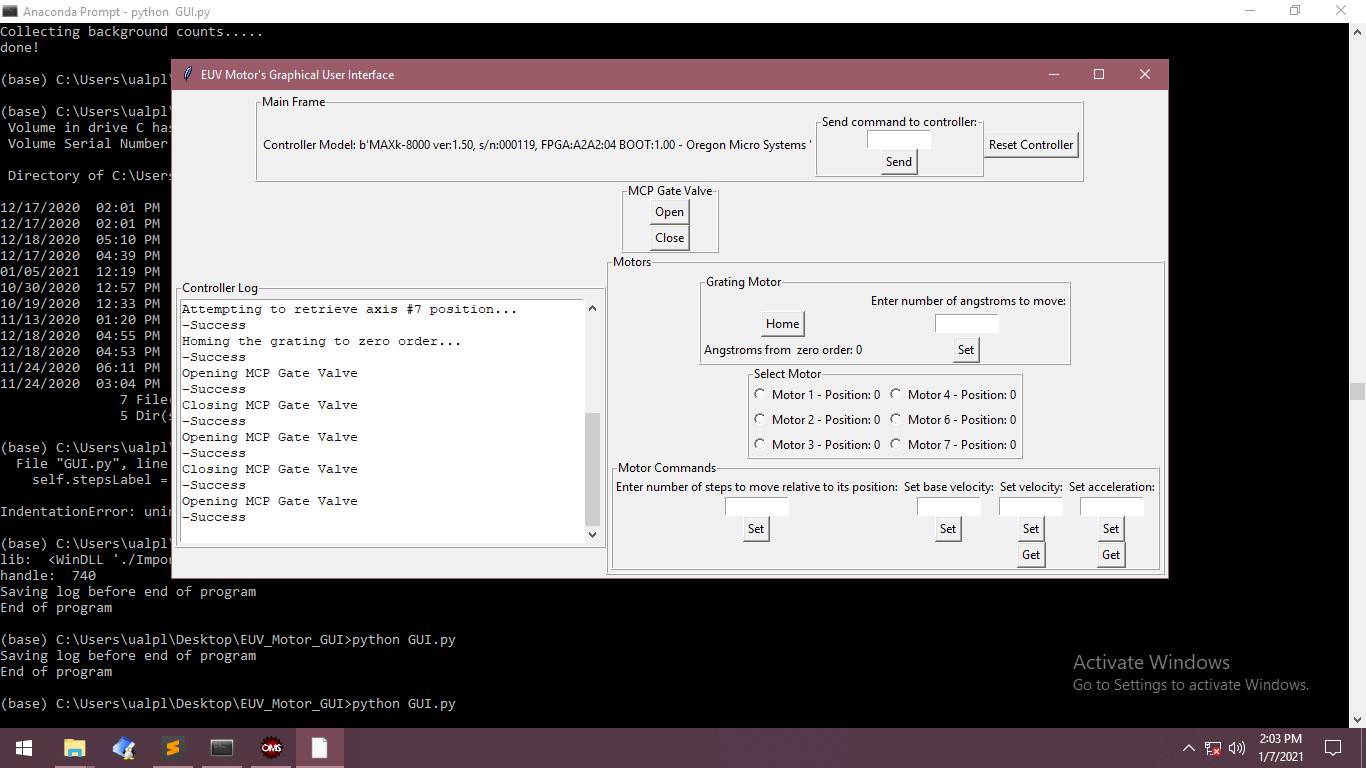 Anaconda Prompt - python  GUI.py
Collecting background counts.....
done!
(base) C:\Users\ualpl
(base) C:\Users\ualpl
Volume in drive C has
Volume Serial Number
Directory of C:\Users
12/17/2020  02:01 PM
12/17/2020  02:01 PM
12/18/2020  05:10 PM
12/17/2020  04:39 PM
01/05/2021  12:19 PM
10/30/2020  12:57 PM
10/19/2020  12:33 PM
11/13/2020  01:20 PM
12/18/2020  04:55 PM
12/18/2020  04:53 PM
11/24/2020  06:11 PM
11/24/2020  03:04 PM
7 File(
5 Dir(s
(base) C:\Users\ualpl
File "GUI.py", line
self.stepsLabel =
IndentationError: unin
(base) C:\Users\ualpl
lib:  <WinDLL './Impor
handle:  740
Saving log before end of program
End of program
(base) C:\Users\ualpl\Desktop\EUV_Motor_GUI>python GUI.py
Saving log before end of program
End of program
(base) C:\Users\ualpl\Desktop\EUV_Motor_GUI>python GUI.py
EUV Motor's Graphical User Interface
Main Frame
Controller Model: b'MAXk-8000 ver:1.50, s/n:000119, FPGA:A2A2:04 BOOT:1.00 - Oregon Micro Systems '
Send command to controller:
Send
Reset Controller
MCP Gate Valve
Open
Close
Controller Log
Attempting to retrieve axis #7 position...
-Success
Homing the grating to zero order...
-Success
Opening MCP Gate Valve
-Success
Closing MCP Gate Valve
-Success
Opening MCP Gate Valve
-Success
Closing MCP Gate Valve
-Success
Opening MCP Gate Valve
-Success
Motors
Grating Motor
Enter number of angstroms to move:
Home
Angstroms from  zero order: 0
Set
Select Motor
Motor 1 - Position: 0 Motor 4 - Position: 0
Motor 2 - Position: 0 Motor 6 - Position: 0
Motor 3 - Position: 0 Motor 7 - Position: 0
Motor Commands
Enter number of steps to move relative to its position: Set base velocity: Set velocity: Set acceleration:
Set Set Set Set
Get Get
Activate Windows
Go to Settings to activate Windows.
OMS
2:03 PM
1/7/2021